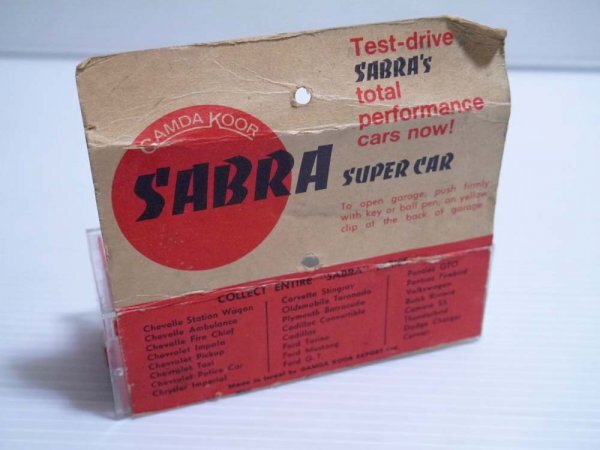 Test-drive
SABRA'S
total
performance
cars now!
GAMDA KOOR
SABRA SUPER CAR
To open garage, push firmly
with key or ball pen, on yellow
clip at the back of garage
COLLECT ENTIRE "SABRA"
Chevelle Station Wagon
Chevelle Ambulance
Chevelle Fire Chief
Chevrolet Impala
Chevrolet Pickup
Chevrolet Taxi
Chevrolet Police Car
Chrysler Imperial
Corvette Stingray
Oldsmobile Toronado
Plymouth Barracuda
Cadillac Convertible
Cadillac
Ford Torino
Ford Mustang
Ford G.T.
Pontiac GTO
Pontiac Firebird
Volkswagen
Buick Riviera
Camaro SS
Thunderbird
Dodge Charger
Made in Israel by GAMDA KOOR EXPORT